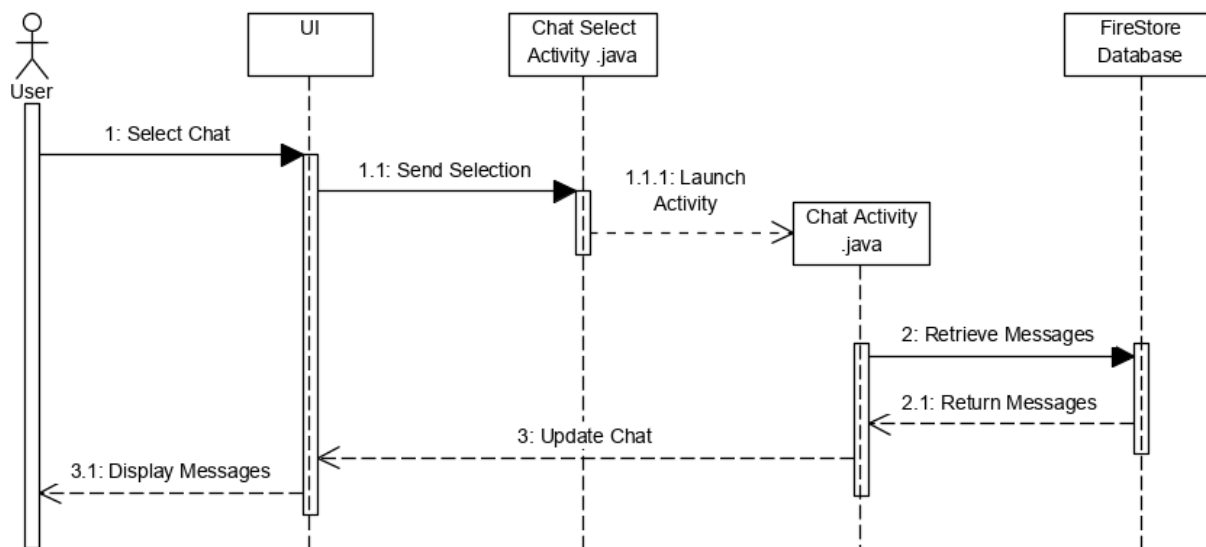 User
UI
Chat Select
Activity .java
FireStore
Database
1: Select Chat
1.1: Send Selection
1.1.1: Launch
Activity
Chat Activity
.java
2: Retrieve Messages
2.1: Return Messages
3: Update Chat
3.1: Display Messages